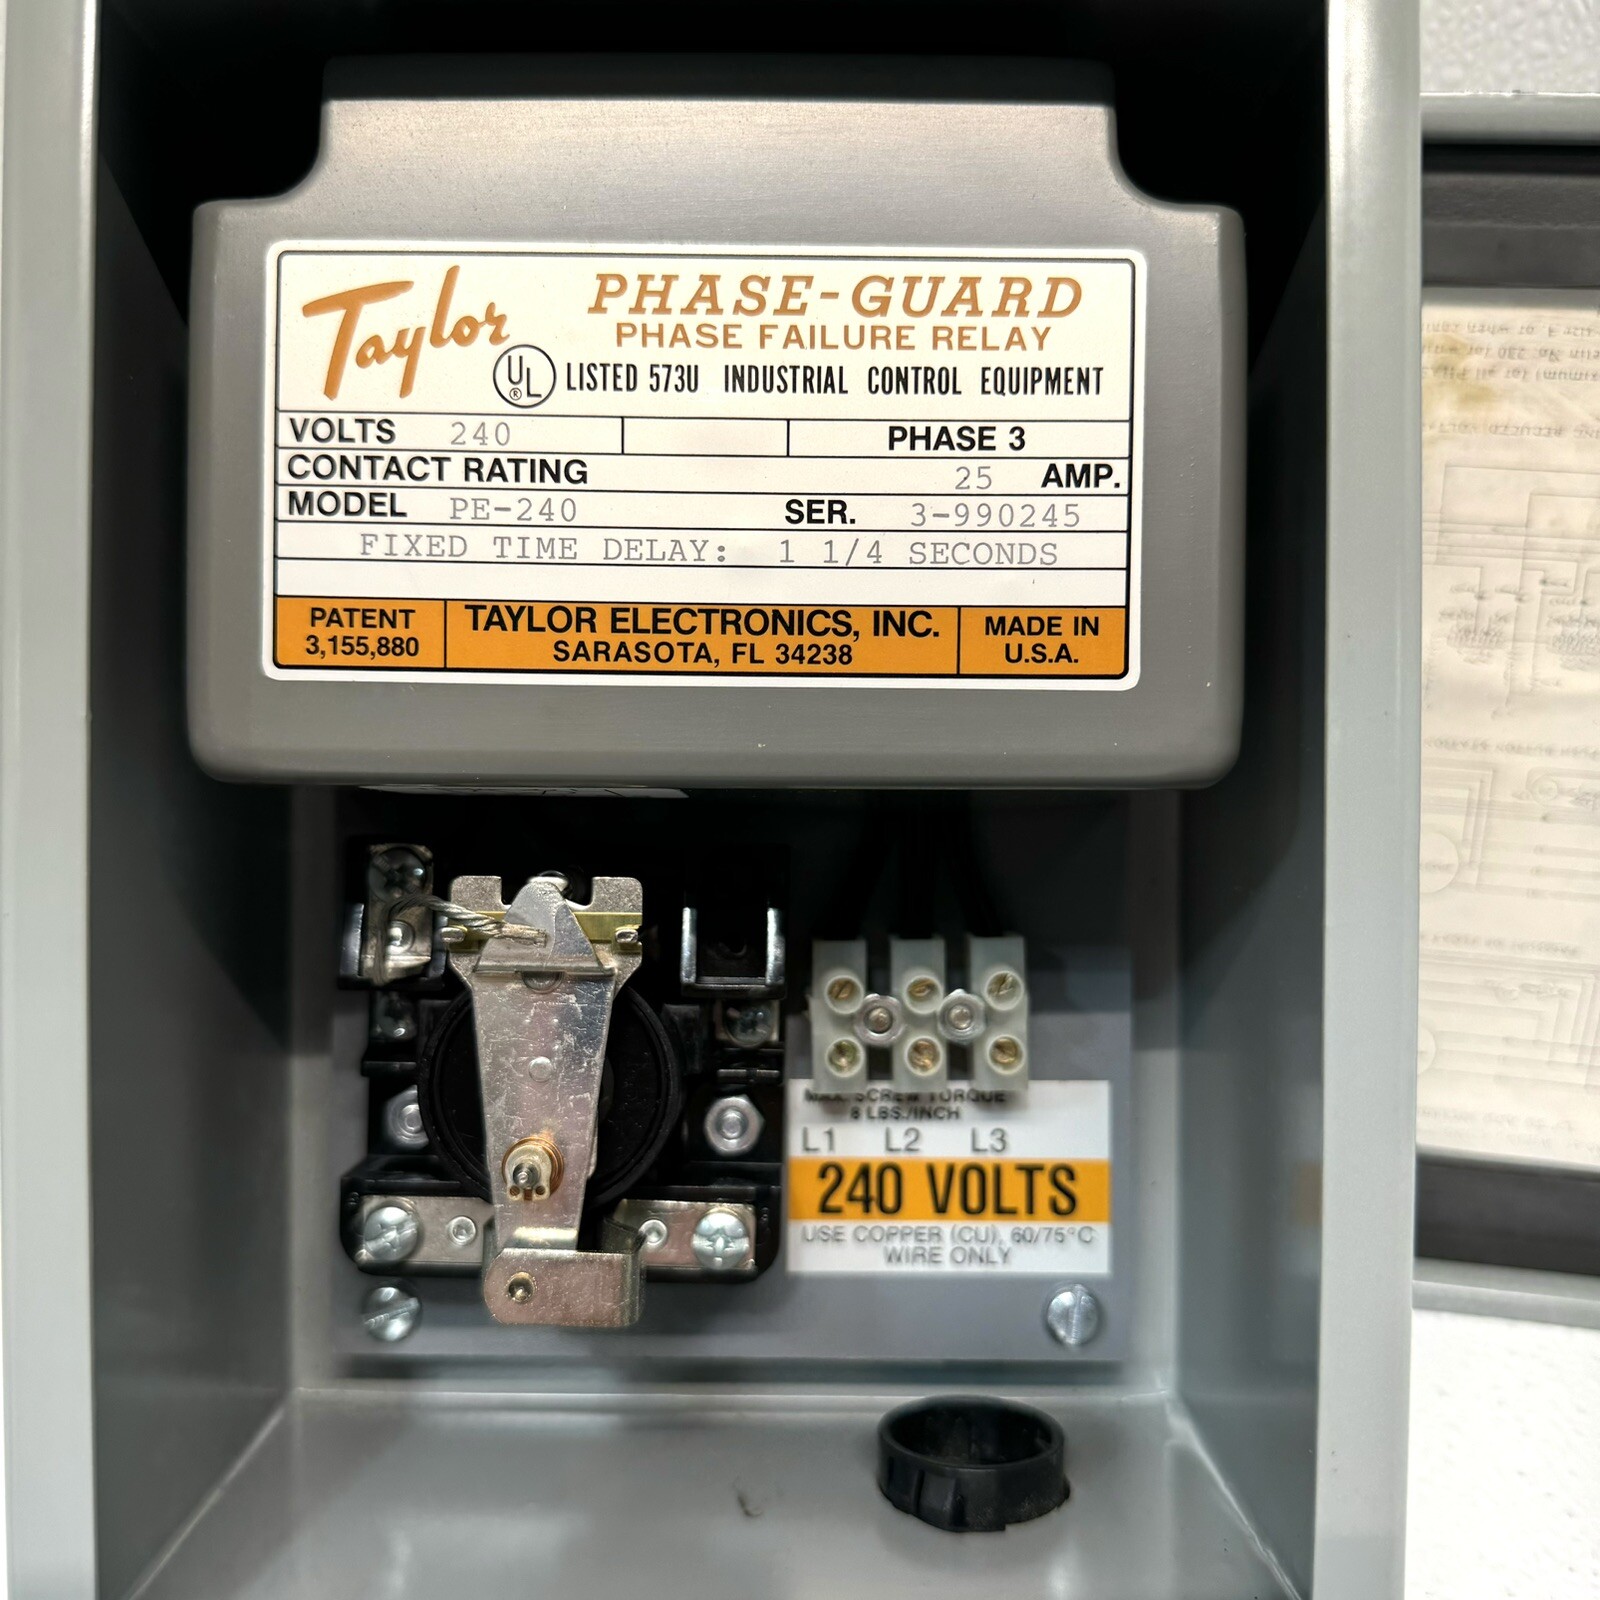 Taylor
PHASE-GUARD
PHASE FAILURE RELAY
UL ® LISTED 573U INDUSTRIAL CONTROL EQUIPMENT
VOLTS 240 PHASE 3
CONTACT RATING 25 AMP.
MODEL PE-240 SER. 3-990245
FIXED TIME DELAY: 1 1/4 SECONDS
PATENT
3,155,880
TAYLOR ELECTRONICS, INC.
SARASOTA, FL 34238
MADE IN
U.S.A.
MAX. SCREW TORQUE
8 LBS./INCH
L1 L2 L3
240 VOLTS
USE COPPER (CU), 60/75°C
WIRE ONLY